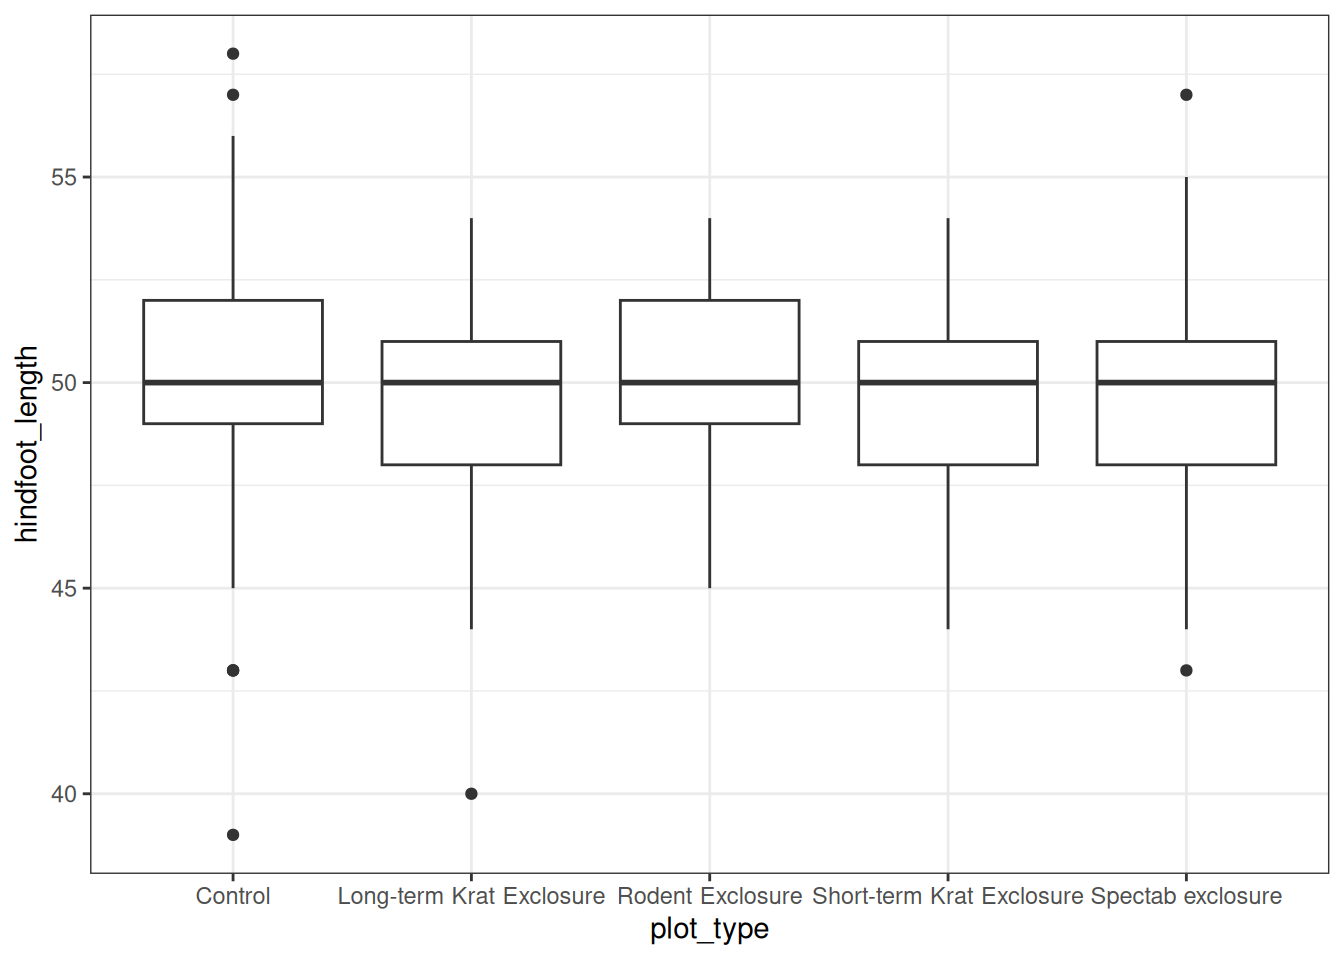 hindfoot_length
55
50
45
40
Control Long-term Krat Exclosure Rodent Exclosure Short-term Krat Exclosure Spectab exclosure
plot_type